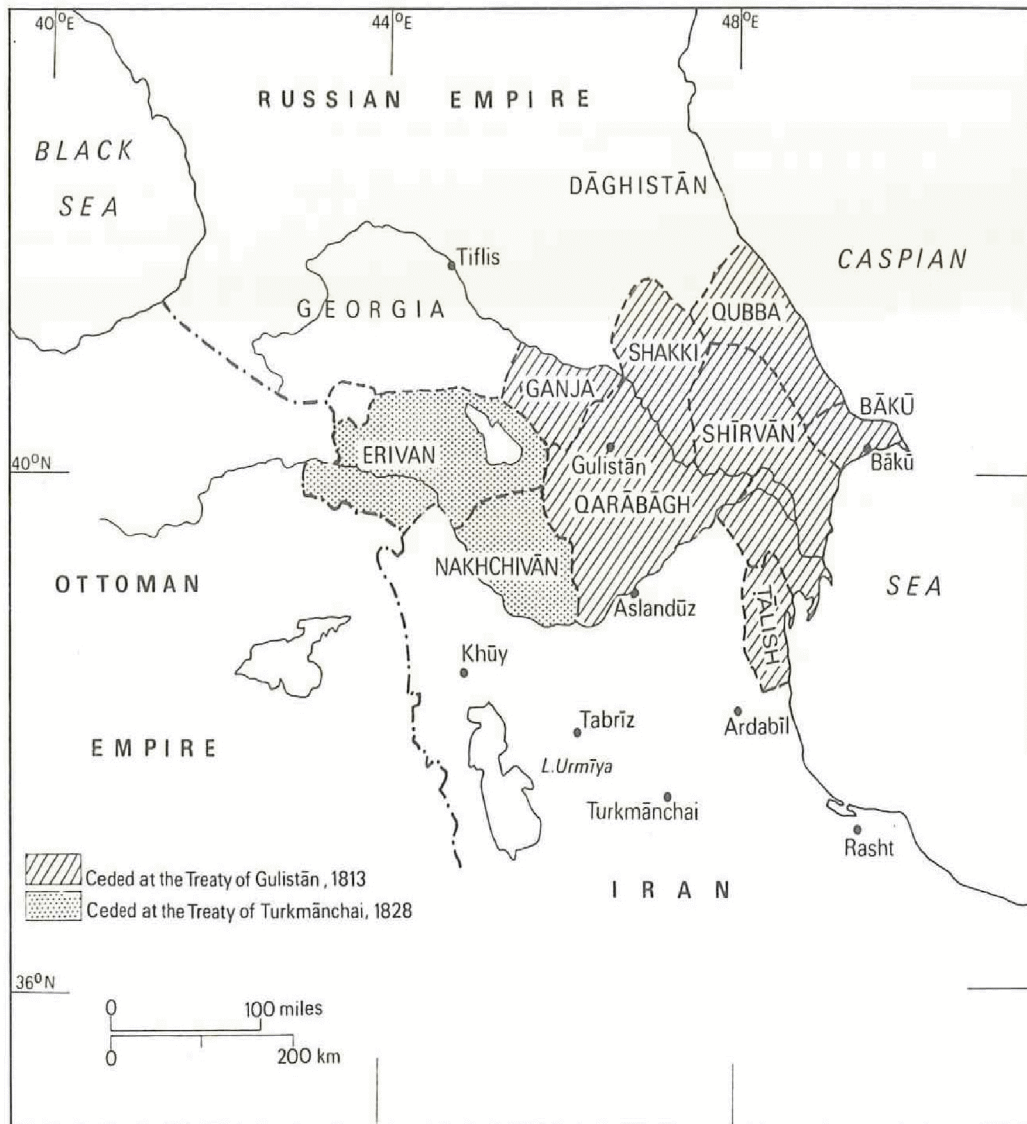 40°E
44°E
48°E
RUSSIAN EMPIRE
BLACK
SEA
DĀGHISTĀN
Tiflis
CASPIAN
GEORGIA
QUBBA
SHAKKI
GANJA
BĀKŪ
SHĪRVĀN
ERIVAN
Gulistān
Bākū
40°N
QARĀBĀGH
NAKHCHIVĀN
OTTOMAN
SEA
Aslandūz
TĀLISH
Khūy
Tabrīz
Ardabīl
EMPIRE
L.Urmīya
Turkmānchai
Rasht
Ceded at the Treaty of Gulistān, 1813
IRAN
Ceded at the Treaty of Turkmānchai, 1828
36°N
0 100 miles
0 200 km